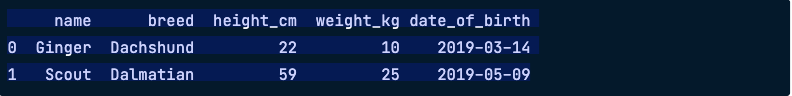 name breed height_cm weight_kg date_of_birth
0 Ginger Dachshund 22 10 2019-03-14
1 Scout Dalmatian 59 25 2019-05-09